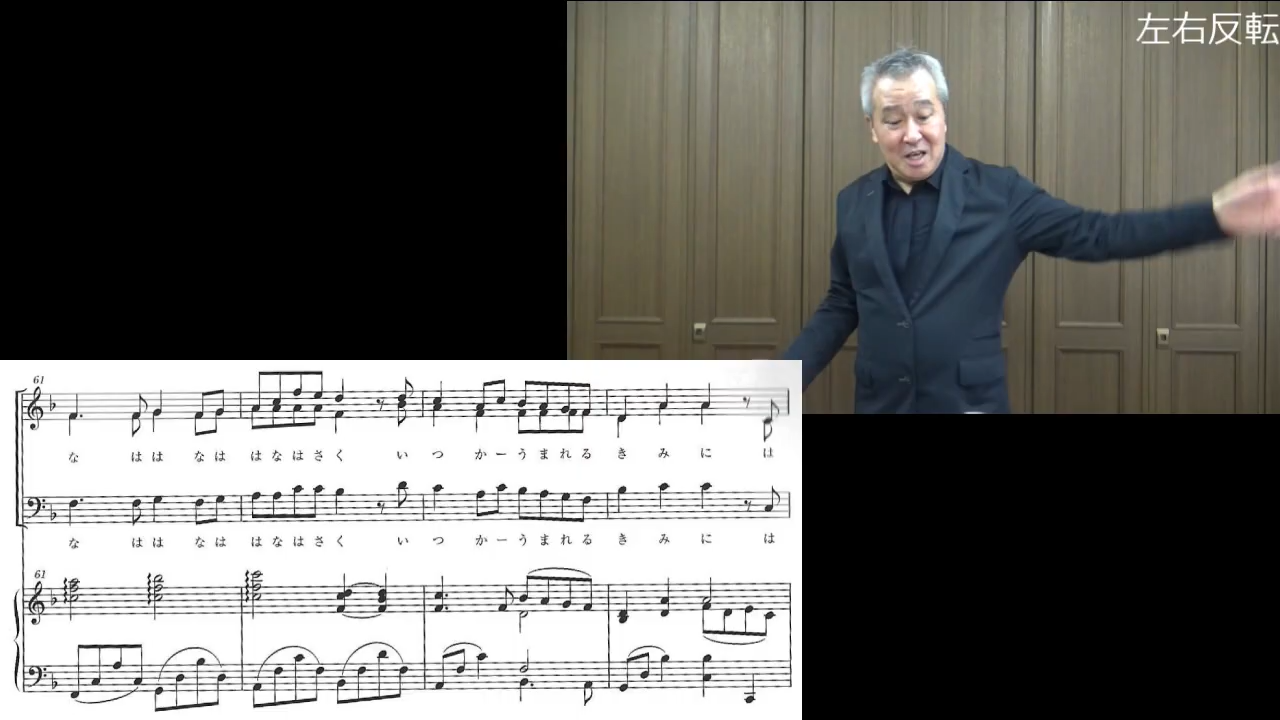 左右反転
61
な は は な は は な は さ く い つ か ー う ま れ る き み に は
な は は な は は な は さ く い つ か ー う ま れ る き み に は
61